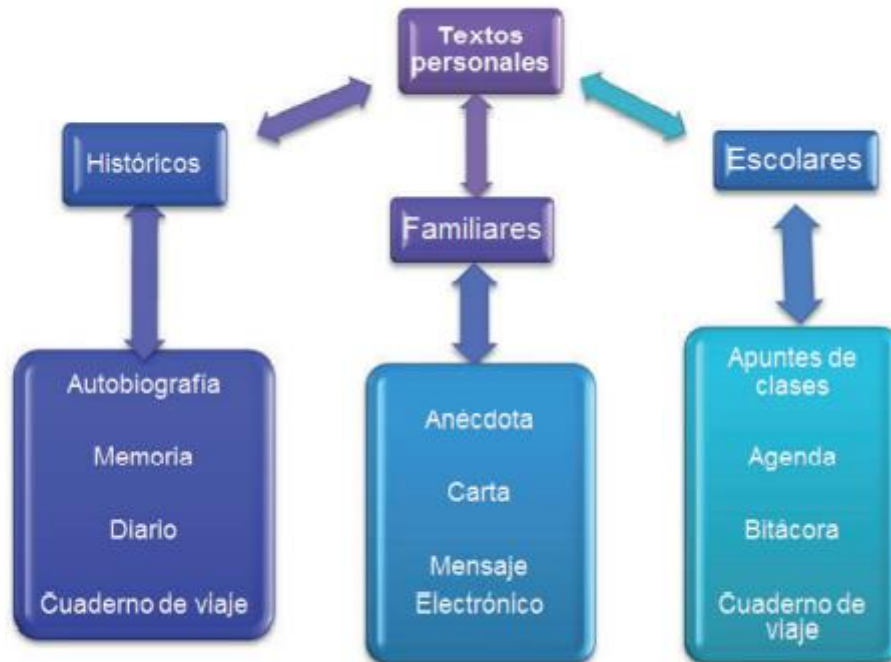 Textos
personales
Históricos
Familiares
Escolares
Autobiografía
Memoria
Diario
Cuaderno de viaje
Anécdota
Carta
Mensaje
Electrónico
Apuntes de
clases
Agenda
Bitácora
Cuaderno de
viaje